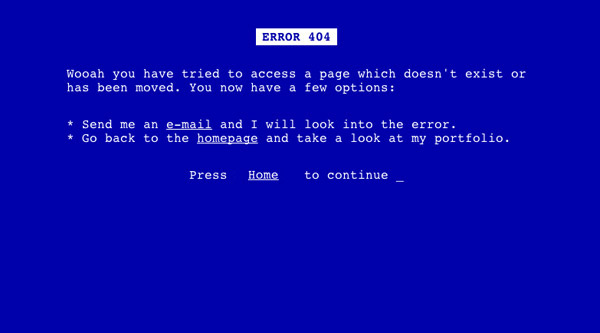 ERROR 404
Wooah you have tried to access a page which doesn't exist or
has been moved. You now have a few options:
* Send me an e-mail and I will look into the error.
* Go back to the homepage and take a look at my portfolio.
Press Home to continue _